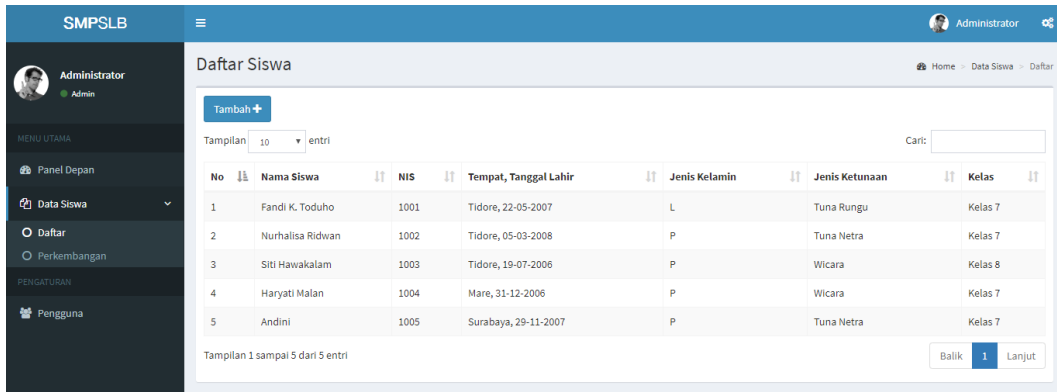 SMPSLB
Administrator
Administrator
Admin
Daftar Siswa
Home > Data Siswa > Daftar
MENU UTAMA
Panel Depan
Data Siswa
Daftar
Perkembangan
PENGATURAN
Pengguna
Tambah
Tampilan 10 entri
Cari:
No Nama Siswa NIS Tempat, Tanggal Lahir Jenis Kelamin Jenis Ketunaan Kelas
1 Fandi K. Toduho 1001 Tidore, 22-05-2007 L Tuna Rungu Kelas 7
2 Nurhalisa Ridwan 1002 Tidore, 05-03-2008 P Tuna Netra Kelas 7
3 Siti Hawakalam 1003 Tidore, 19-07-2006 P Wicara Kelas 8
4 Haryati Malan 1004 Mare, 31-12-2006 P Wicara Kelas 7
5 Andini 1005 Surabaya, 29-11-2007 P Tuna Netra Kelas 7
Tampilan 1 sampai 5 dari 5 entri
Balik 1 Lanjut